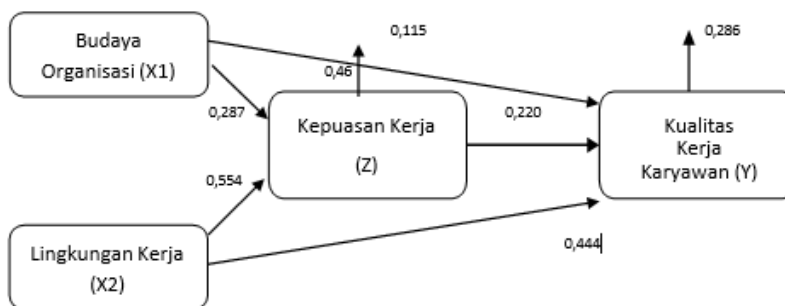 Budaya
Organisasi (X1)
0,115
0,286
0,46
0,287
Kepuasan Kerja
(Z)
0,220
Kualitas
Kerja
Karyawan (Y)
0,554
Lingkungan Kerja
(X2)
0,444